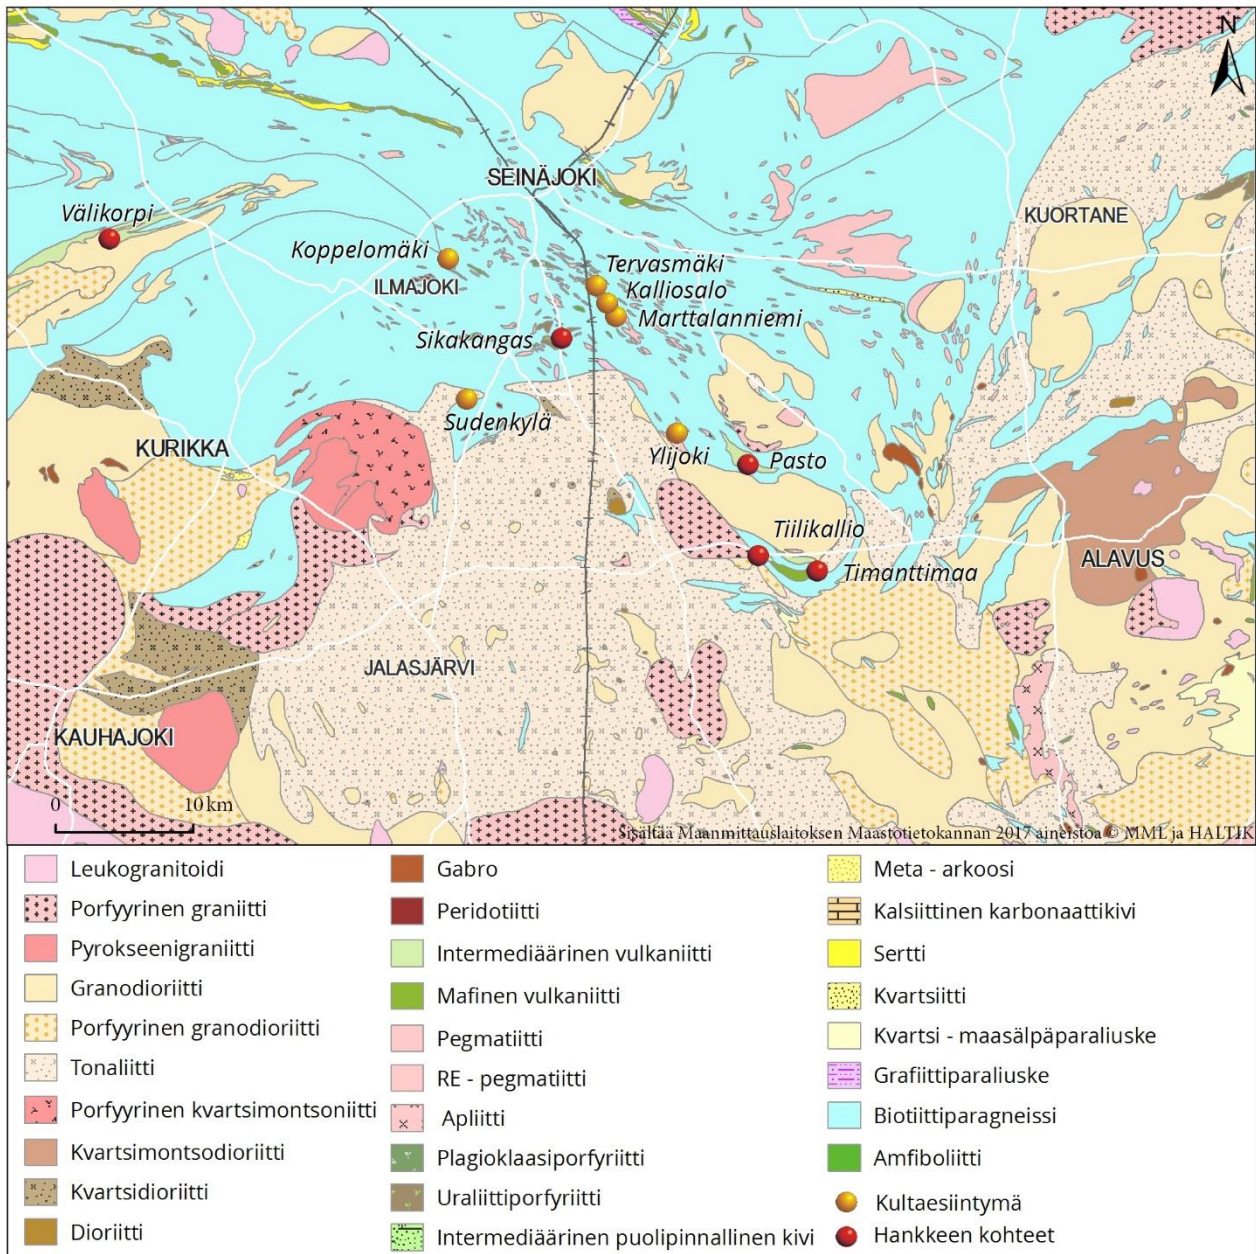 N
SEINÄJOKI
Välikorpi
KUORTANE
Koppelomäki
Tervasmäki
ILMAJOKI
Kalliosalo
Marttalanniemi
Sikakangas
Sudenkylä
KURIKKA
Ylijoki
Pasto
Tiilikallio
ALAVUS
Timanttimaa
JALASJÄRVI
KAUHAJOKI
0 10 km
Sisältää Maanmittauslaitoksen Maastotietokannan 2017 aineistoa © MML ja HALTIK
Leukogranitoidi
Porfyyrinen graniitti
Pyrokseenigraniitti
Granodioriitti
Porfyyrinen granodioriitti
Tonaliitti
Porfyyrinen kvartsimontsoniitti
Kvartsimontsodioriitti
Kvartsidioriitti
Dioriitti
Gabro
Peridotiitti
Intermediäärinen vulkaniitti
Mafinen vulkaniitti
Pegmatiitti
RE - pegmatiitti
Apliitti
Plagioklaasiporfyriitti
Uraliittiporfyriitti
Intermediäärinen puolipinnallinen kivi
Meta - arkoosi
Kalsiittinen karbonaattikivi
Sertti
Kvartsiitti
Kvartsi - maasälpäparaliuske
Grafiittiparaliuske
Biotiittiparagneissi
Amfiboliitti
Kultaesiintymä
Hankkeen kohteet